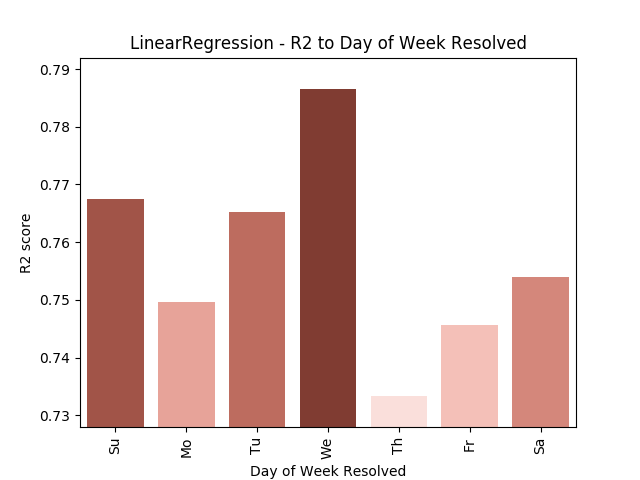 LinearRegression - R2 to Day of Week Resolved
0.79
0.78
0.77
0.76
0.75
0.74
0.73
R2 score
Su
Mo
Tu
We
Th
Fr
Sa
Day of Week Resolved